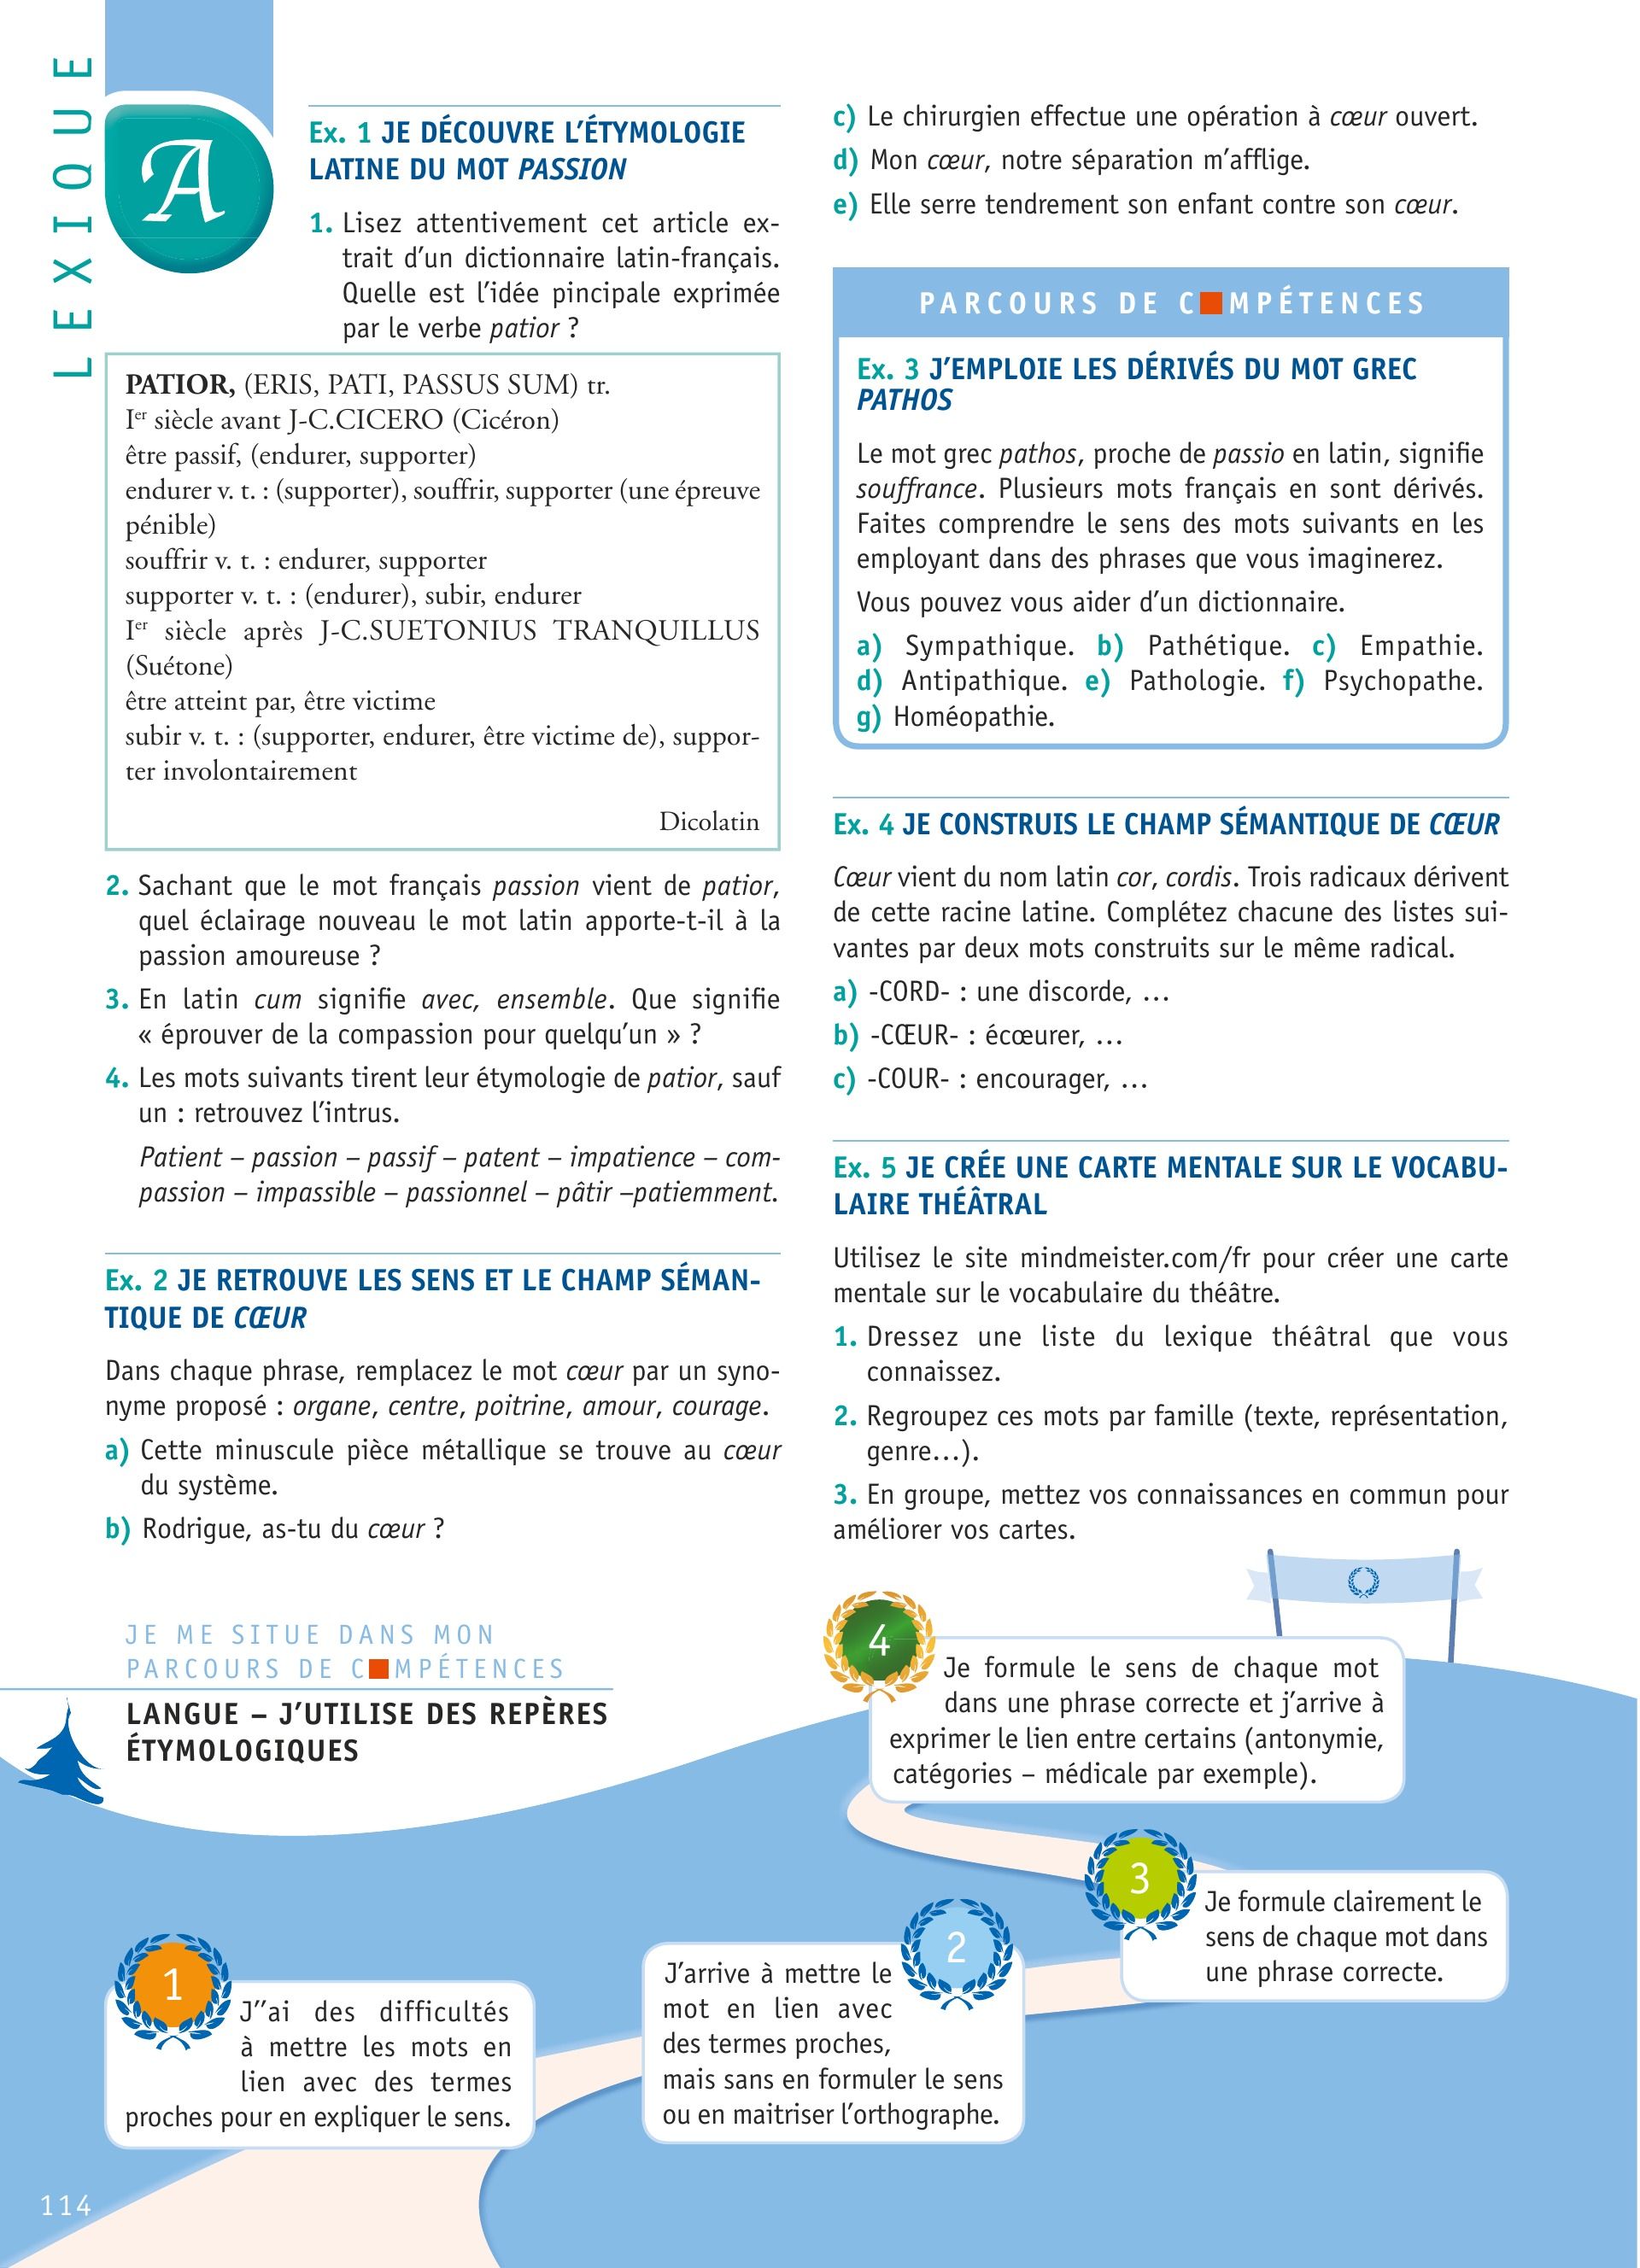 LEXIQUE
A
Ex. 1 JE DÉCOUVRE L’ÉTYMOLOGIE
LATINE DU MOT PASSION
1. Lisez attentivement cet article ex-
trait d’un dictionnaire latin-français.
Quelle est l’idée pincipale exprimée
par le verbe patior ?
PATIOR, (ERIS, PATI, PASSUS SUM) tr.
Ier siècle avant J-C.CICERO (Cicéron)
être passif, (endurer, supporter)
endurer v. t. : (supporter), souffrir, supporter (une épreuve
pénible)
souffrir v. t. : endurer, supporter
supporter v. t. : (endurer), subir, endurer
Ier siècle après J-C.SUETONIUS TRANQUILLUS
(Suétone)
être atteint par, être victime
subir v. t. : (supporter, endurer, être victime de), suppor-
ter involontairement
Dicolatin
2. Sachant que le mot français passion vient de patior,
quel éclairage nouveau le mot latin apporte-t-il à la
passion amoureuse ?
3. En latin cum signifie avec, ensemble. Que signifie
« éprouver de la compassion pour quelqu’un » ?
4. Les mots suivants tirent leur étymologie de patior, sauf
un : retrouvez l’intrus.
Patient – passion – passif – patent – impatience – com-
passion – impassible – passionnel – pâtir –patiemment.
Ex. 2 JE RETROUVE LES SENS ET LE CHAMP SÉMAN-
TIQUE DE CŒUR
Dans chaque phrase, remplacez le mot cœur par un syno-
nyme proposé : organe, centre, poitrine, amour, courage.
a) Cette minuscule pièce métallique se trouve au cœur
du système.
b) Rodrigue, as-tu du cœur ?
c) Le chirurgien effectue une opération à cœur ouvert.
d) Mon cœur, notre séparation m’afflige.
e) Elle serre tendrement son enfant contre son cœur.
PARCOURS DE C■MPÉTENCES
Ex. 3 J’EMPLOIE LES DÉRIVÉS DU MOT GREC
PATHOS
Le mot grec pathos, proche de passio en latin, signifie
souffrance. Plusieurs mots français en sont dérivés.
Faites comprendre le sens des mots suivants en les
employant dans des phrases que vous imaginerez.
Vous pouvez vous aider d’un dictionnaire.
a) Sympathique. b) Pathétique. c) Empathie.
d) Antipathique. e) Pathologie. f) Psychopathe.
g) Homéopathie.
Ex. 4 JE CONSTRUIS LE CHAMP SÉMANTIQUE DE CŒUR
Cœur vient du nom latin cor, cordis. Trois radicaux dérivent
de cette racine latine. Complétez chacune des listes sui-
vantes par deux mots construits sur le même radical.
a) -CORD- : une discorde, …
b) -CŒUR- : écœurer, …
c) -COUR- : encourager, …
Ex. 5 JE CRÉE UNE CARTE MENTALE SUR LE VOCABU-
LAIRE THÉÂTRAL
Utilisez le site mindmeister.com/fr pour créer une carte
mentale sur le vocabulaire du théâtre.
1. Dressez une liste du lexique théâtral que vous
connaissez.
2. Regroupez ces mots par famille (texte, représentation,
genre…).
3. En groupe, mettez vos connaissances en commun pour
améliorer vos cartes.
JE ME SITUE DANS MON
PARCOURS DE C■MPÉTENCES
LANGUE – J’UTILISE DES REPÈRES
ÉTYMOLOGIQUES
1
J’’ai des difficultés
à mettre les mots en
lien avec des termes
proches pour en expliquer le sens.
2
J’arrive à mettre le
mot en lien avec
des termes proches,
mais sans en formuler le sens
ou en maitriser l’orthographe.
3
Je formule clairement le
sens de chaque mot dans
une phrase correcte.
4
Je formule le sens de chaque mot
dans une phrase correcte et j’arrive à
exprimer le lien entre certains (antonymie,
catégories – médicale par exemple).
114